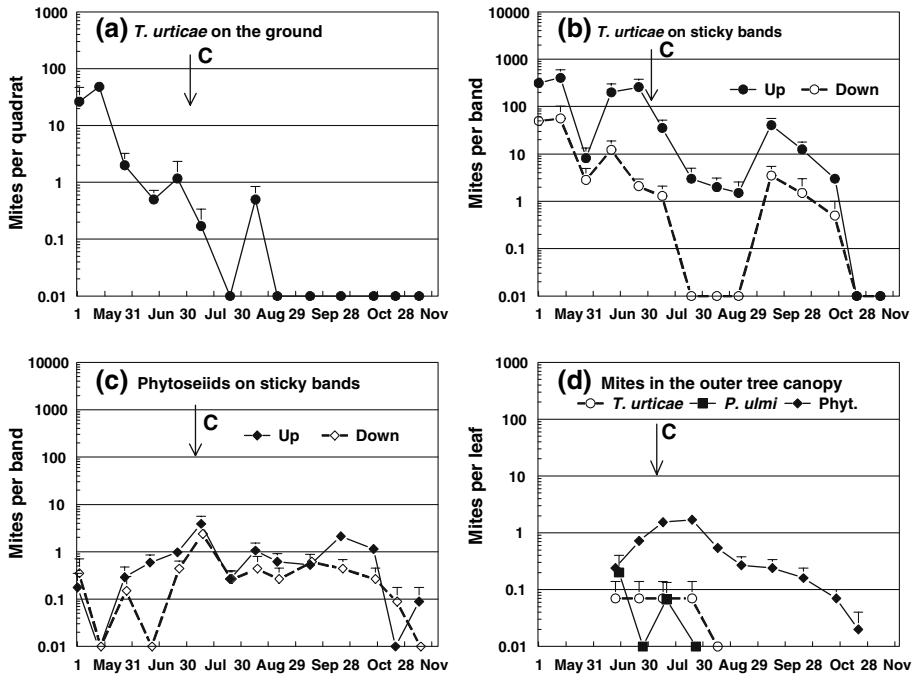 (a) T. urticae on the ground
C
Mites per quadrat
1000
100
10
1
0.1
0.01
1 May 31 Jun 30 Jul 30 Aug 29 Sep 28 Oct 28 Nov
(b) T. urticae on sticky bands
C
Up Down
Mites per band
10000
1000
100
10
1
0.1
0.01
1 May 31 Jun 30 Jul 30 Aug 29 Sep 28 Oct 28 Nov
(c) Phytoseiids on sticky bands
C
Up Down
Mites per band
10000
1000
100
10
1
0.1
0.01
1 May 31 Jun 30 Jul 30 Aug 29 Sep 28 Oct 28 Nov
(d) Mites in the outer tree canopy
T. urticae P. ulmi Phyt.
C
Mites per leaf
1000
100
10
1
0.1
0.01
1 May 31 Jun 30 Jul 30 Aug 29 Sep 28 Oct 28 Nov